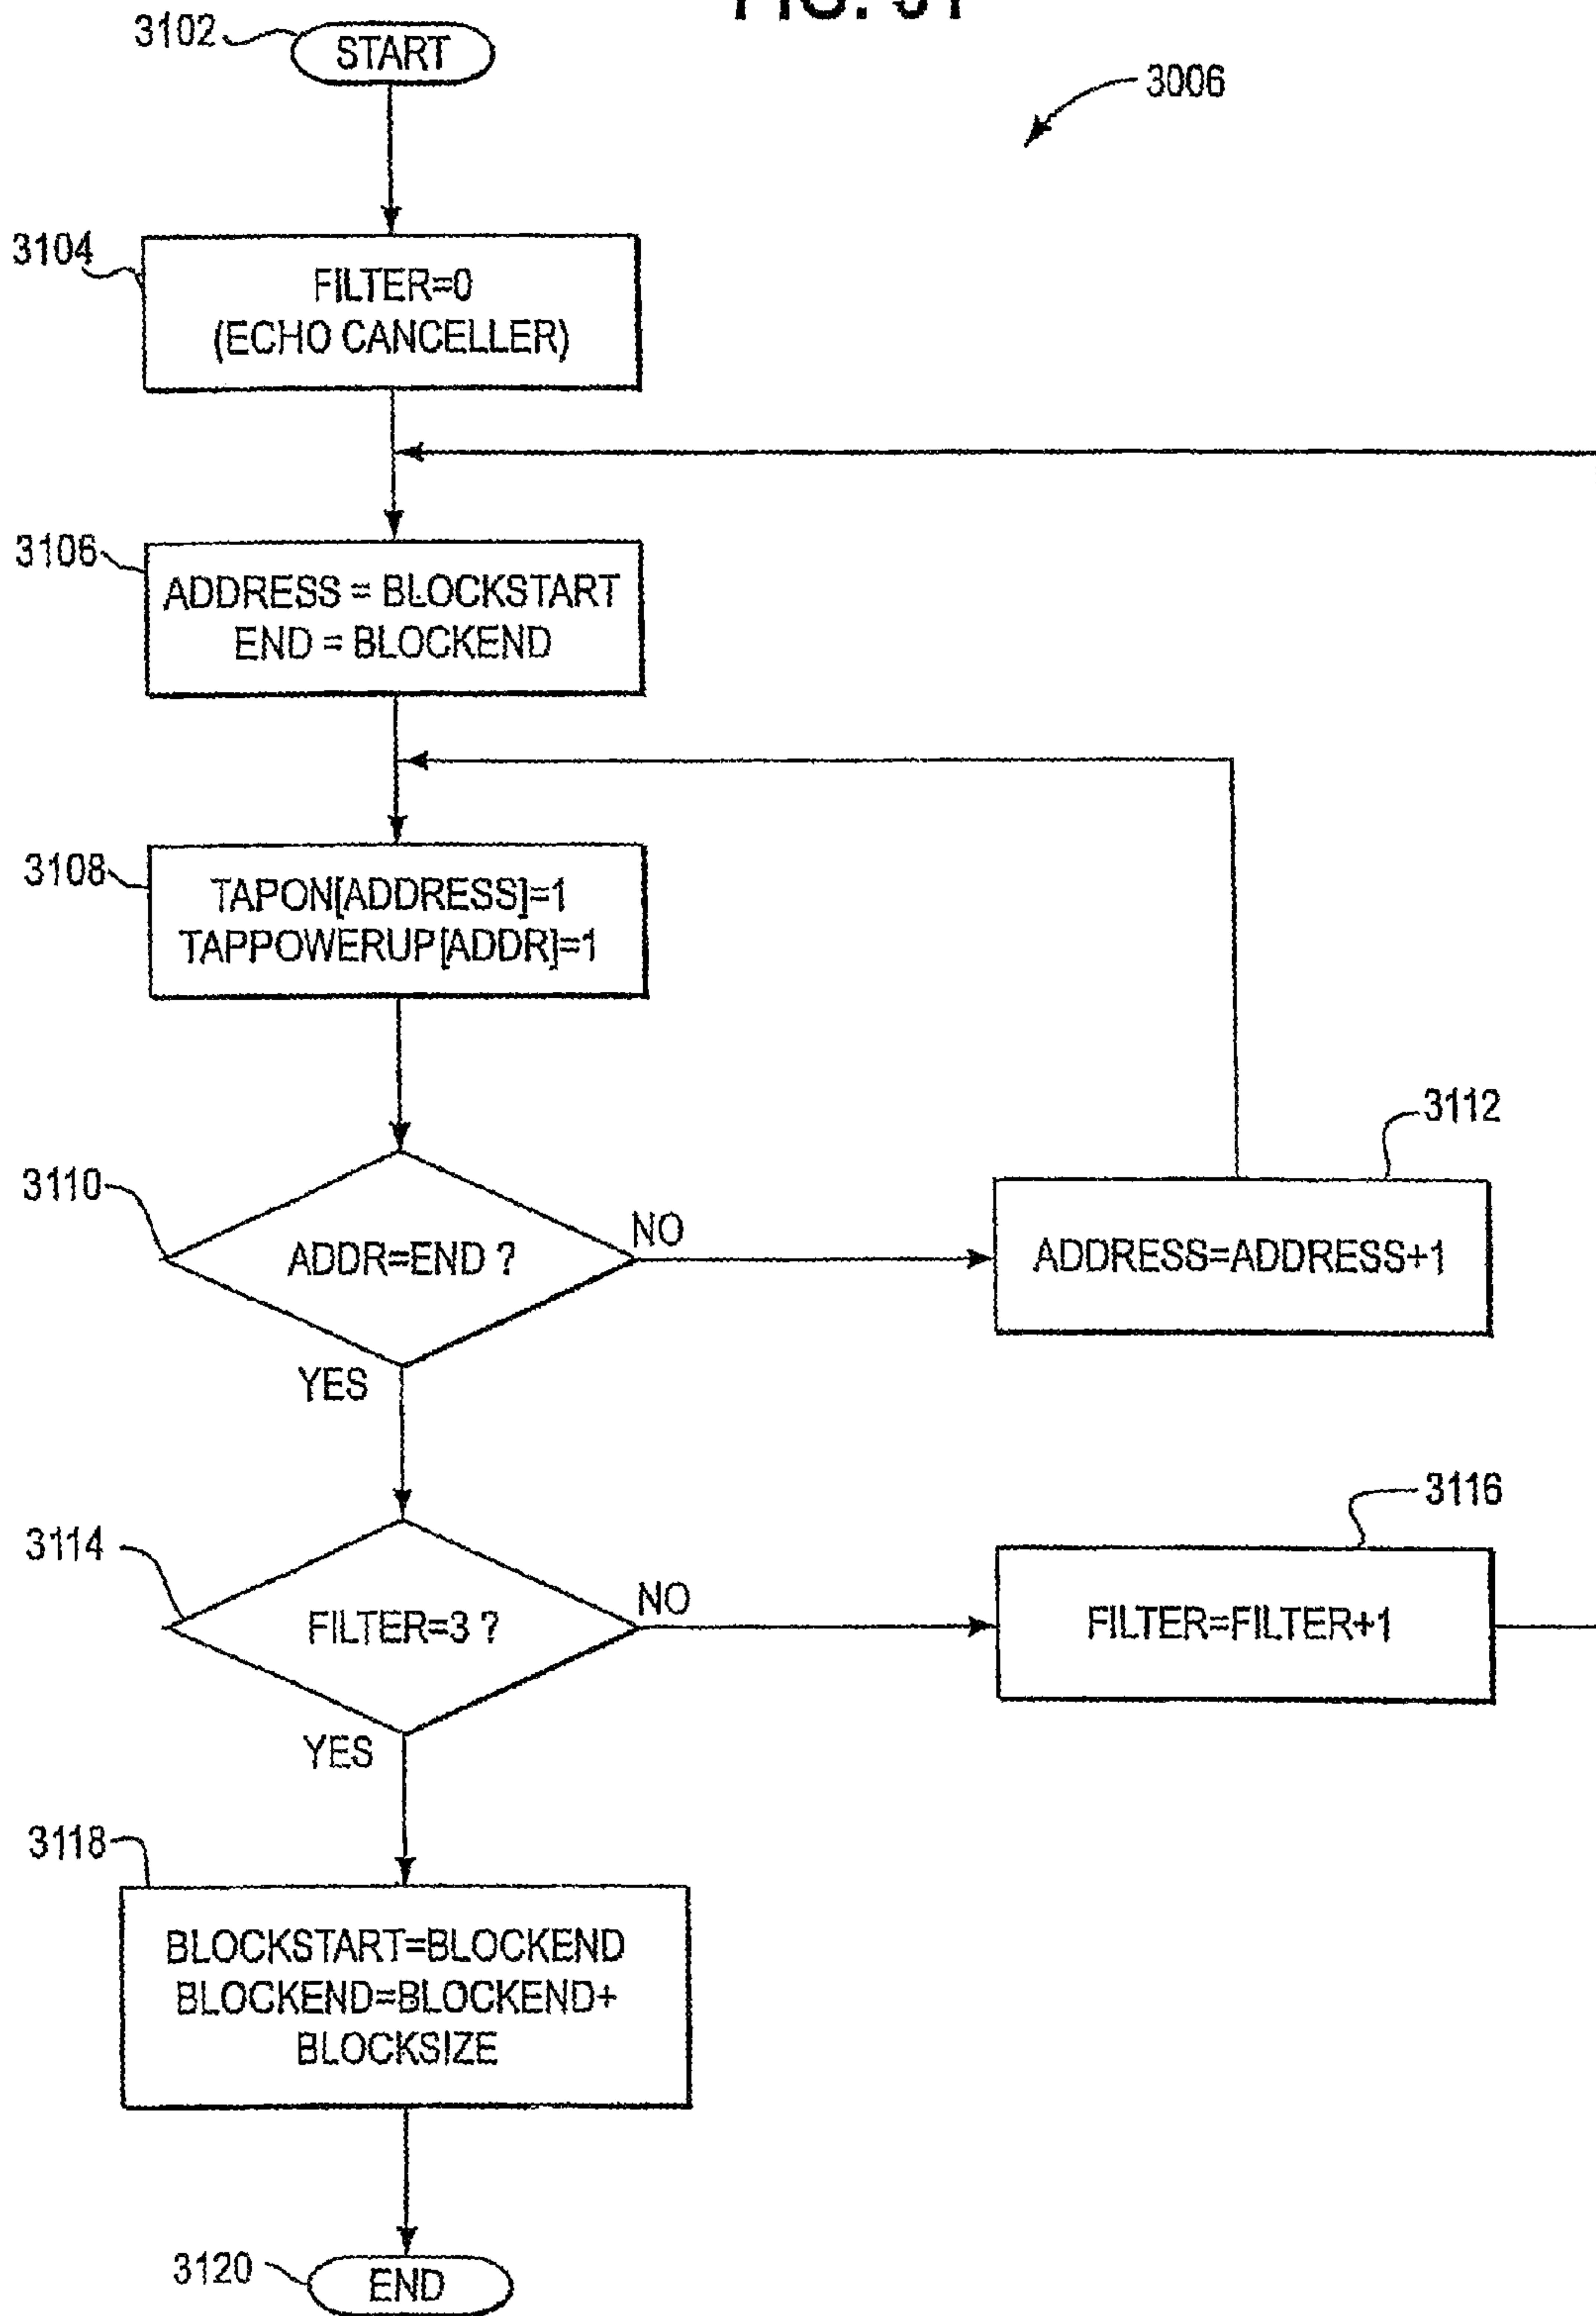 FIG. 31
3102
START
3006
3104
FILTER=0
(ECHO CANCELLER)
3106
ADDRESS = BLOCKSTART
END = BLOCKEND
3108
TAPON[ADDRESS]=1
TAPPOWERUP[ADDR]=1
3110
ADDR=END ?
NO
YES
3112
ADDRESS=ADDRESS+1
3114
FILTER=3 ?
NO
YES
3116
FILTER=FILTER+1
3118
BLOCKSTART=BLOCKEND
BLOCKEND=BLOCKEND+
BLOCKSIZE
3120
END